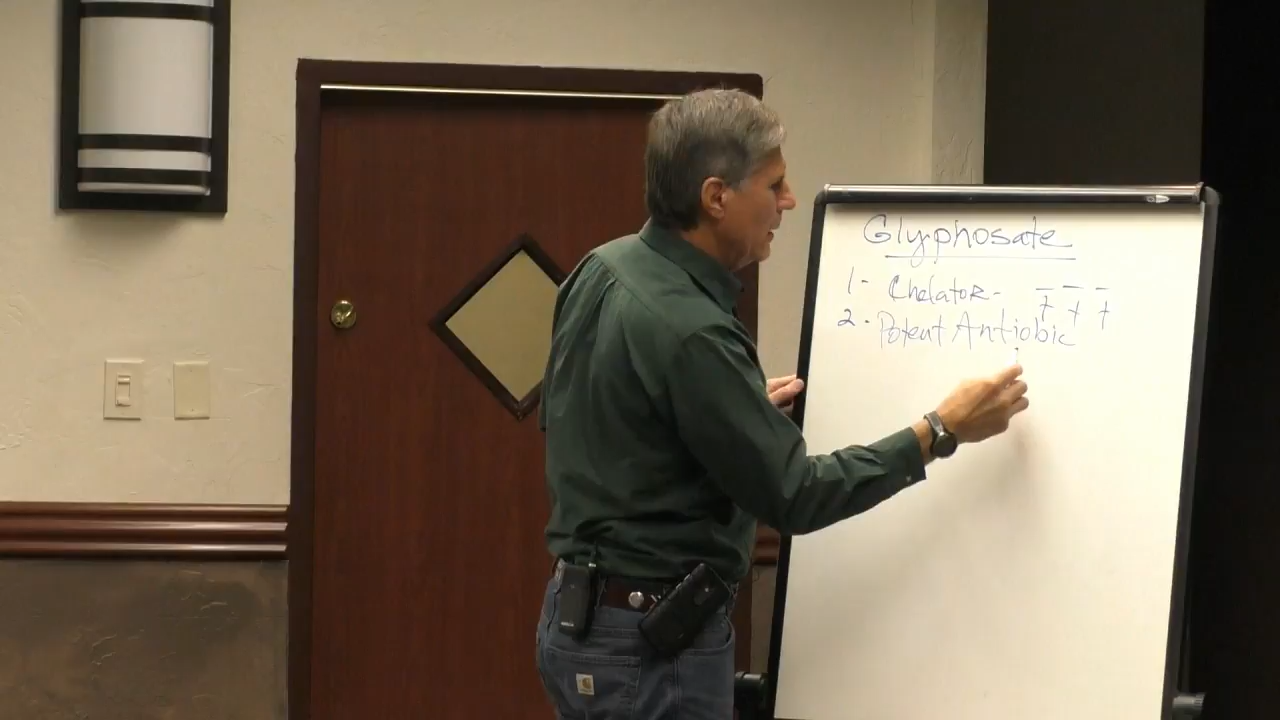 Glyphosate
1- Chelator- - - -
+ + +
2. Potent Antiobic